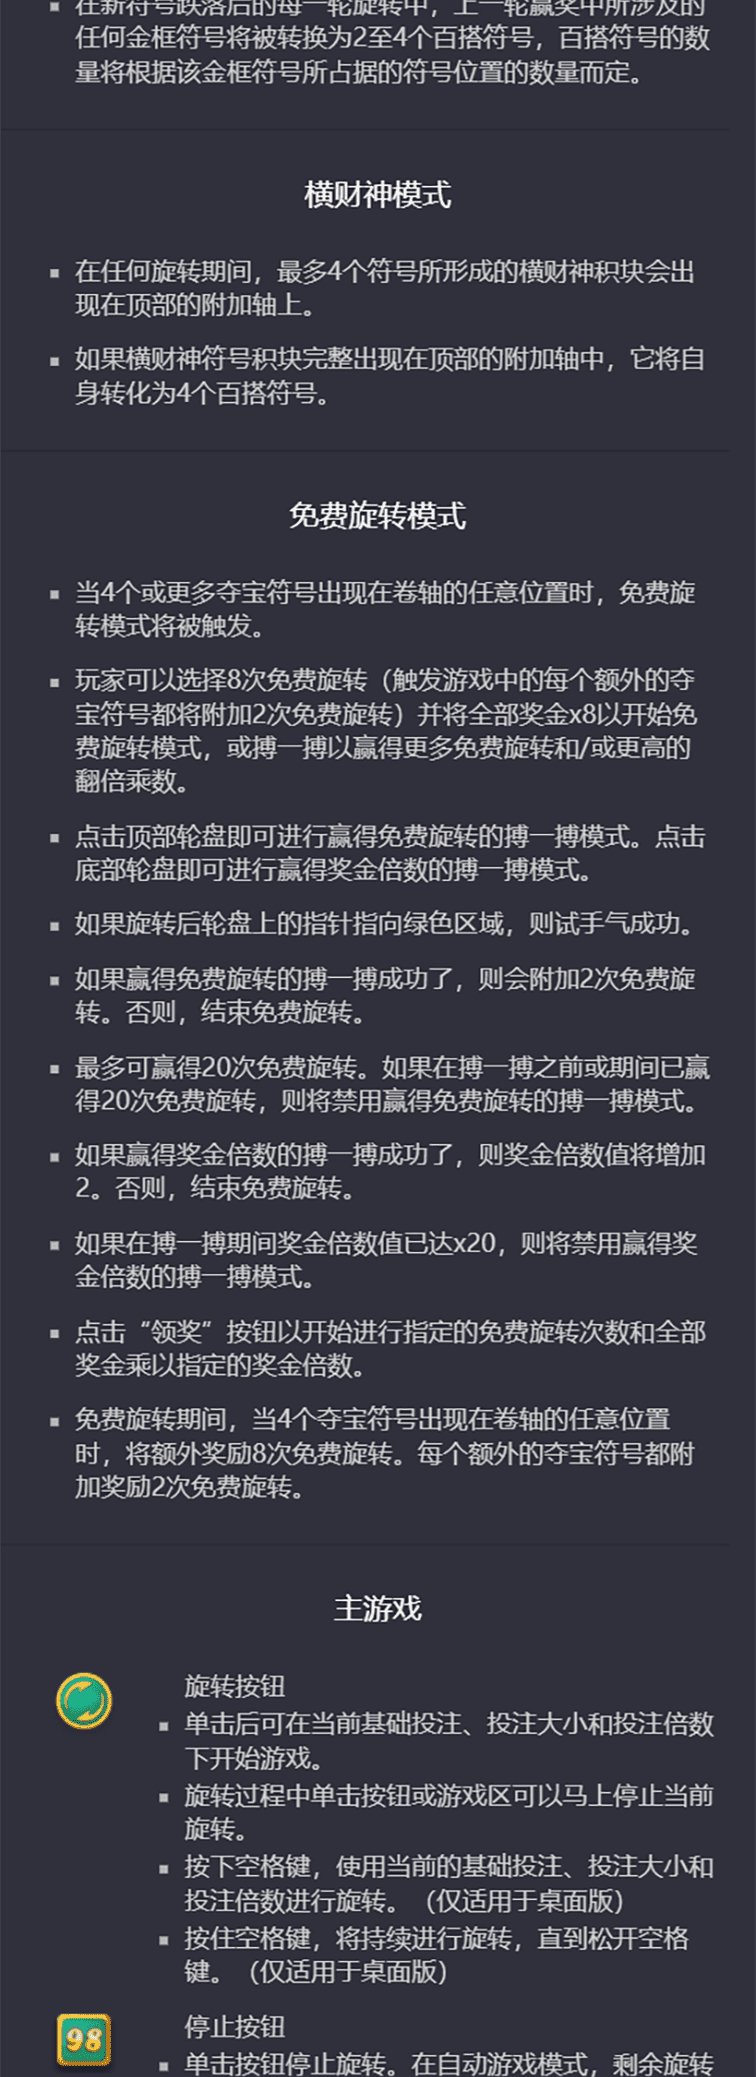 在新符号跌落后的每一轮旋转中，上一轮赢奖中所涉及的
任何金框符号将被转换为2至4个百搭符号，百搭符号的数
量将根据该金框符号所占据的符号位置的数量而定。
横财神模式
在任何旋转期间，最多4个符号所形成的横财神积块会出
现在顶部的附加轴上。
如果横财神符号积块完整出现在顶部的附加轴中，它将自
身转化为4个百搭符号。
免费旋转模式
当4个或更多夺宝符号出现在卷轴的任意位置时，免费旋
转模式将被触发。
玩家可以选择8次免费旋转（触发游戏中的每个额外的夺
宝符号都将附加2次免费旋转）并将全部奖金x8以开始免
费旋转模式，或搏一搏以赢得更多免费旋转和/或更高的
翻倍乘数。
点击顶部轮盘即可进行赢得免费旋转的搏一搏模式。点击
底部轮盘即可进行赢得奖金倍数的搏一搏模式。
如果旋转后轮盘上的指针指向绿色区域，则试手气成功。
如果赢得免费旋转的搏一搏成功了，则会附加2次免费旋
转。否则，结束免费旋转。
最多可赢得20次免费旋转。如果在搏一搏之前或期间已赢
得20次免费旋转，则将禁用赢得免费旋转的搏一搏模式。
如果赢得奖金倍数的搏一搏成功了，则奖金倍数值将增加
2。否则，结束免费旋转。
如果在搏一搏期间奖金倍数值已达x20，则将禁用赢得奖
金倍数的搏一搏模式。
点击“领奖”按钮以开始进行指定的免费旋转次数和全部
奖金乘以指定的奖金倍数。
免费旋转期间，当4个夺宝符号出现在卷轴的任意位置
时，将额外奖励8次免费旋转。每个额外的夺宝符号都附
加奖励2次免费旋转。
主游戏
旋转按钮
单击后可在当前基础投注、投注大小和投注倍数
下开始游戏。
旋转过程中单击按钮或游戏区可以马上停止当前
旋转。
按下空格键，使用当前的基础投注、投注大小和
投注倍数进行旋转。（仅适用于桌面版）
按住空格键，将持续进行旋转，直到松开空格
键。（仅适用于桌面版）
98
停止按钮
单击按钮停止旋转。在自动游戏模式，剩余旋转